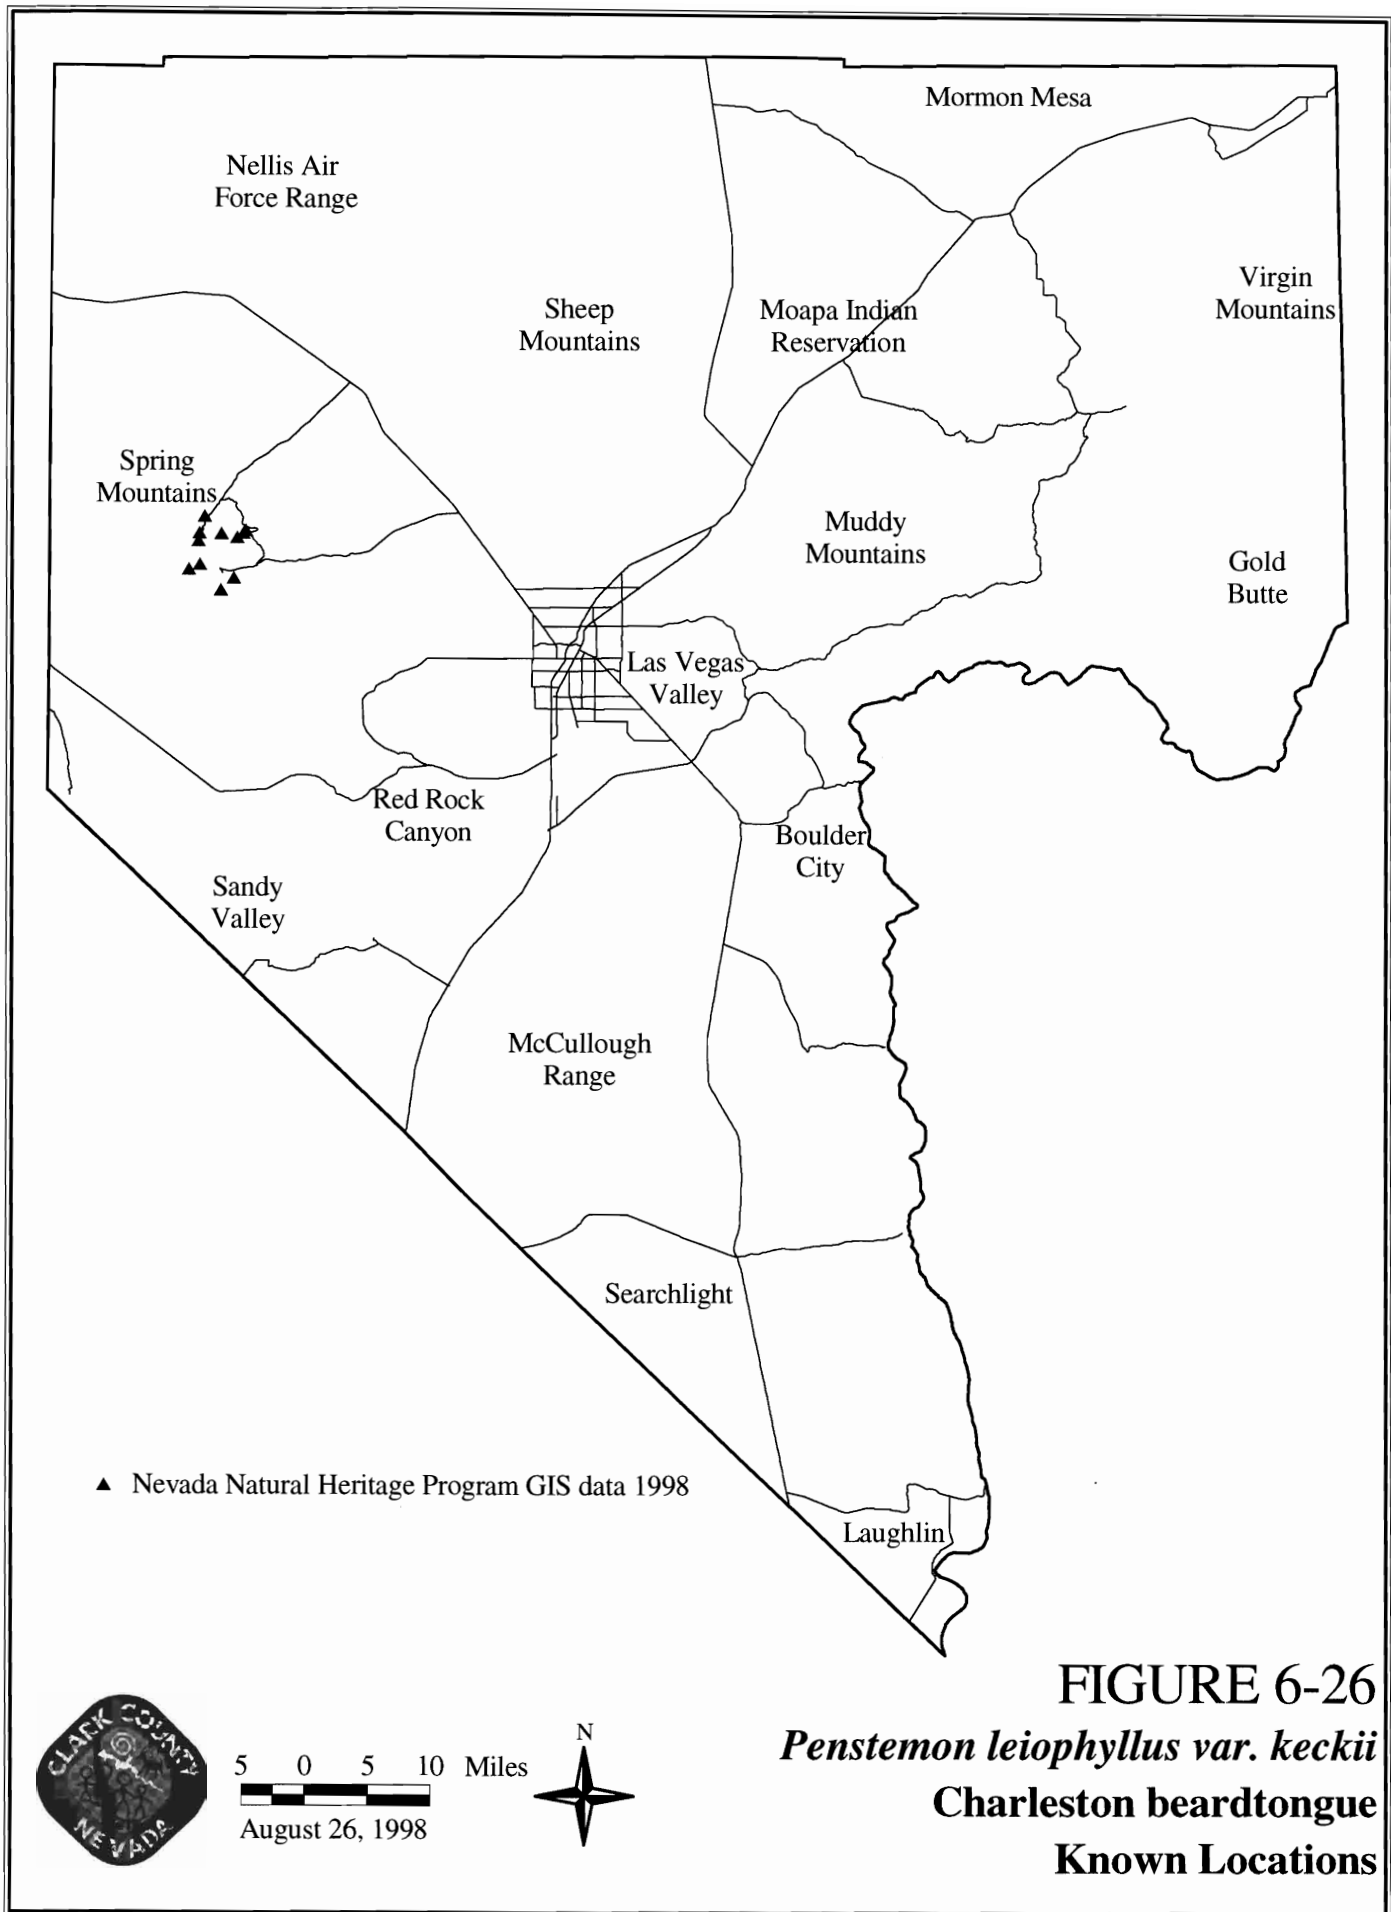 Mormon Mesa
Nellis Air
Force Range
Virgin
Mountains
Sheep
Mountains
Moapa Indian
Reservation
Spring
Mountains
Muddy
Mountains
Gold
Butte
Las Vegas
Valley
Red Rock
Canyon
Boulder
City
Sandy
Valley
McCullough
Range
Searchlight
Nevada Natural Heritage Program GIS data 1998
Laughlin
FIGURE 6-26
Penstemon leiophyllus var. keckii
Charleston beardtongue
Known Locations
CLARK COUNTY
NEVADA
5 0 5 10 Miles
August 26, 1998
N